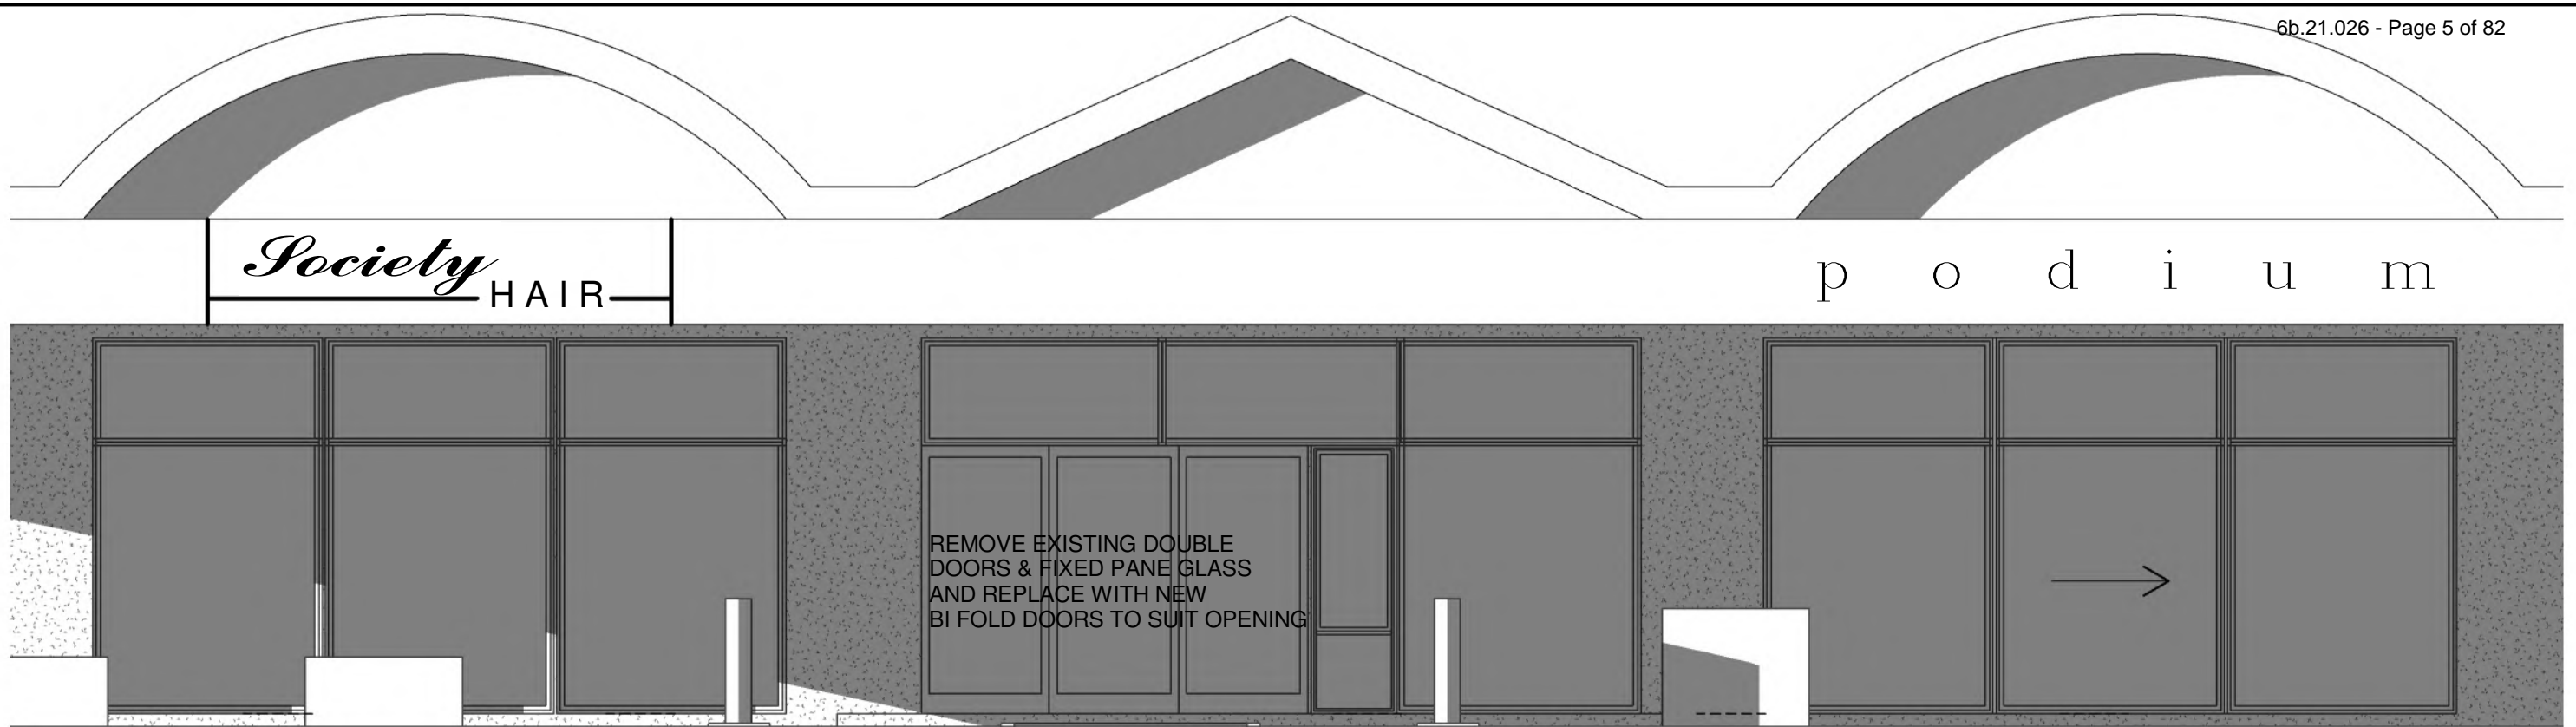 6b.21.026 - Page 5 of 82
Society
HAIR
podium
REMOVE EXISTING DOUBLE
DOORS & FIXED PANE GLASS
AND REPLACE WITH NEW
BI FOLD DOORS TO SUIT OPENING